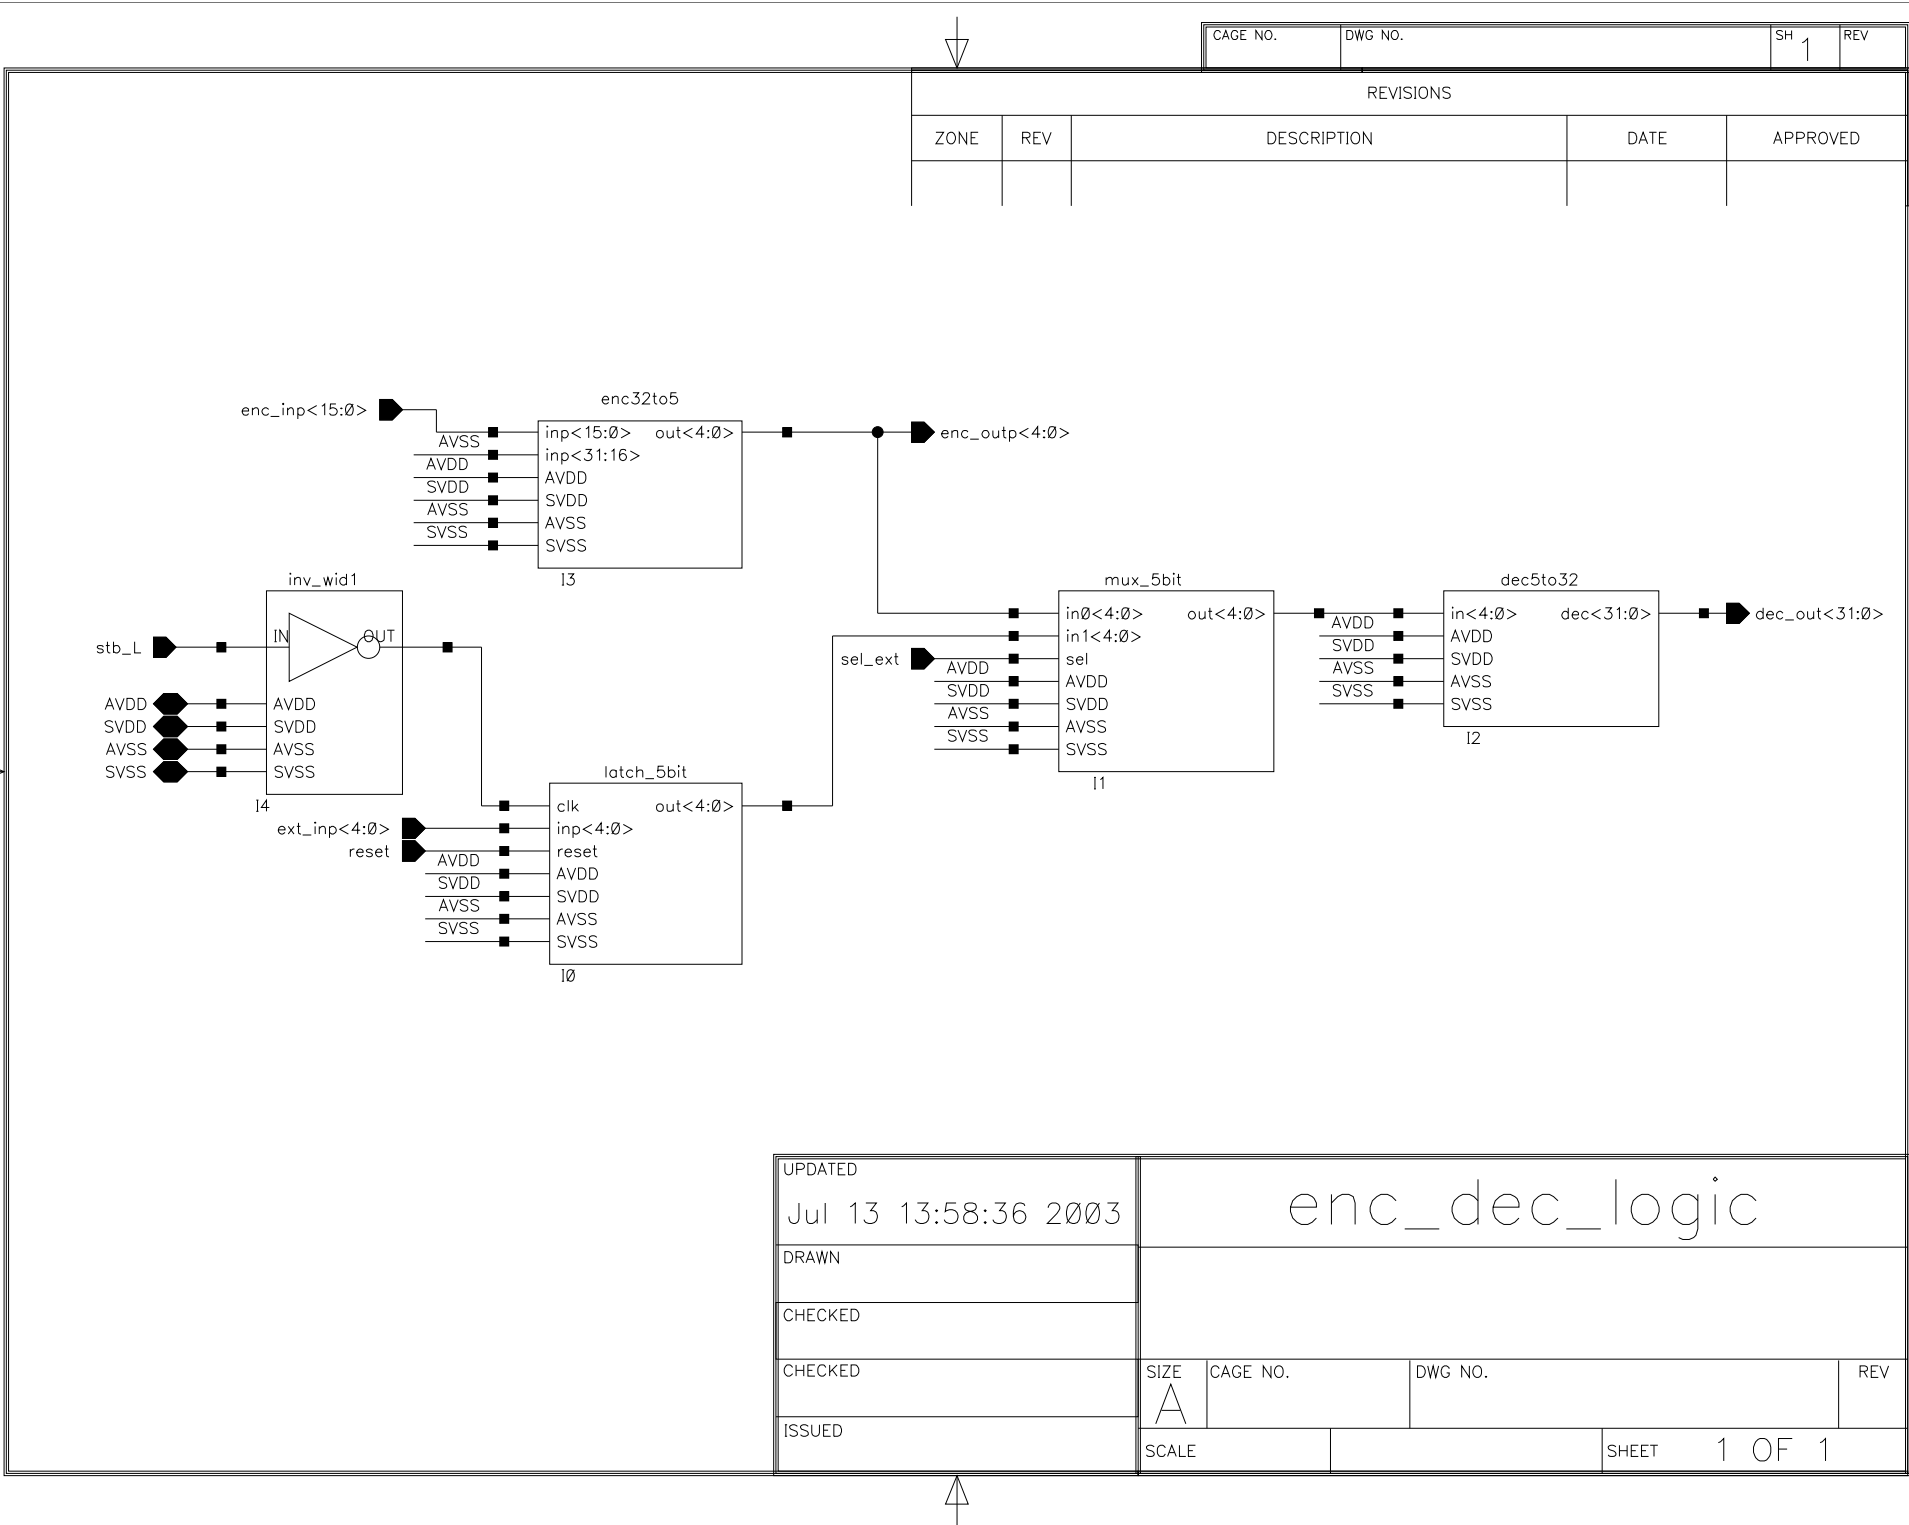 CAGE NO. DWG NO. SH 1 REV
REVISIONS
ZONE REV DESCRIPTION DATE APPROVED
enc32to5
enc_inp<15:0>
AVSS
AVDD
SVDD
AVSS
SVSS
inp<15:0> out<4:0>
inp<31:16>
AVDD
SVDD
AVSS
SVSS
I3
enc_outp<4:0>
inv_wid1
stb_L
IN OUT
AVDD AVDD
SVDD SVDD
AVSS AVSS
SVSS SVSS
I4
latch_5bit
clk out<4:0>
ext_inp<4:0> inp<4:0>
reset reset
AVDD
SVDD
AVSS
SVSS
AVDD
SVDD
AVSS
SVSS
I0
mux_5bit
in0<4:0> out<4:0>
in1<4:0>
sel_ext sel
AVDD
SVDD
AVSS
SVSS
AVDD
SVDD
AVSS
SVSS
I1
dec5to32
in<4:0> dec<31:0>
AVDD
SVDD
AVSS
SVSS
AVDD
SVDD
AVSS
SVSS
I2
dec_out<31:0>
UPDATED
Jul 13 13:58:36 2003
DRAWN
CHECKED
CHECKED
ISSUED
enc_dec_logic
SIZE CAGE NO. DWG NO. REV
A
SCALE SHEET 1 OF 1